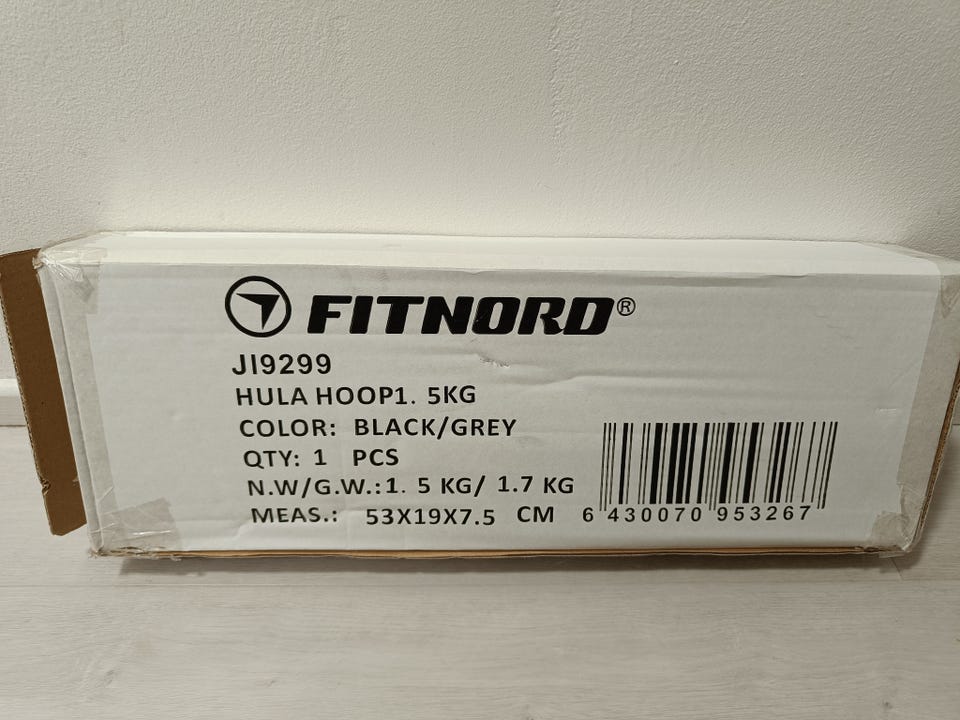 FITNORD®
JI9299
HULA HOOP1. 5KG
COLOR: BLACK/GREY
QTY: 1 PCS
N.W/G.W.:1. 5 KG/ 1.7 KG
MEAS.: 53X19X7.5 CM
6 430070 953267